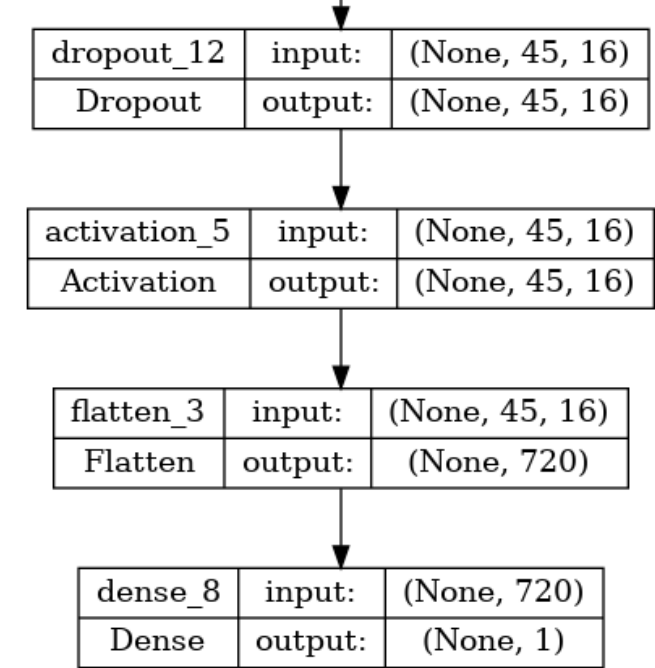 dropout_12 input: (None, 45, 16)
Dropout output: (None, 45, 16)
activation_5 input: (None, 45, 16)
Activation output: (None, 45, 16)
flatten_3 input: (None, 45, 16)
Flatten output: (None, 720)
dense_8 input: (None, 720)
Dense output: (None, 1)